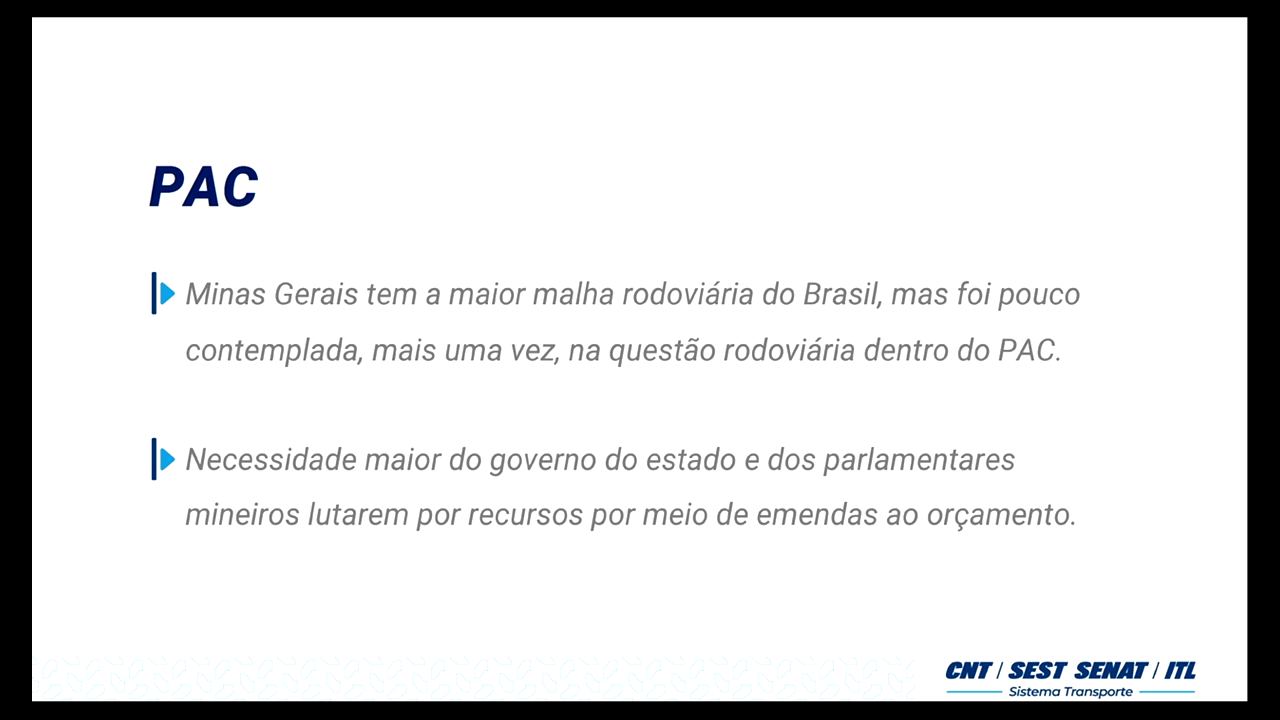 PAC
Minas Gerais tem a maior malha rodoviária do Brasil, mas foi pouco
contemplada, mais uma vez, na questão rodoviária dentro do PAC.
Necessidade maior do governo do estado e dos parlamentares
mineiros lutarem por recursos por meio de emendas ao orçamento.
CNT / SEST SENAT / ITL
Sistema Transporte